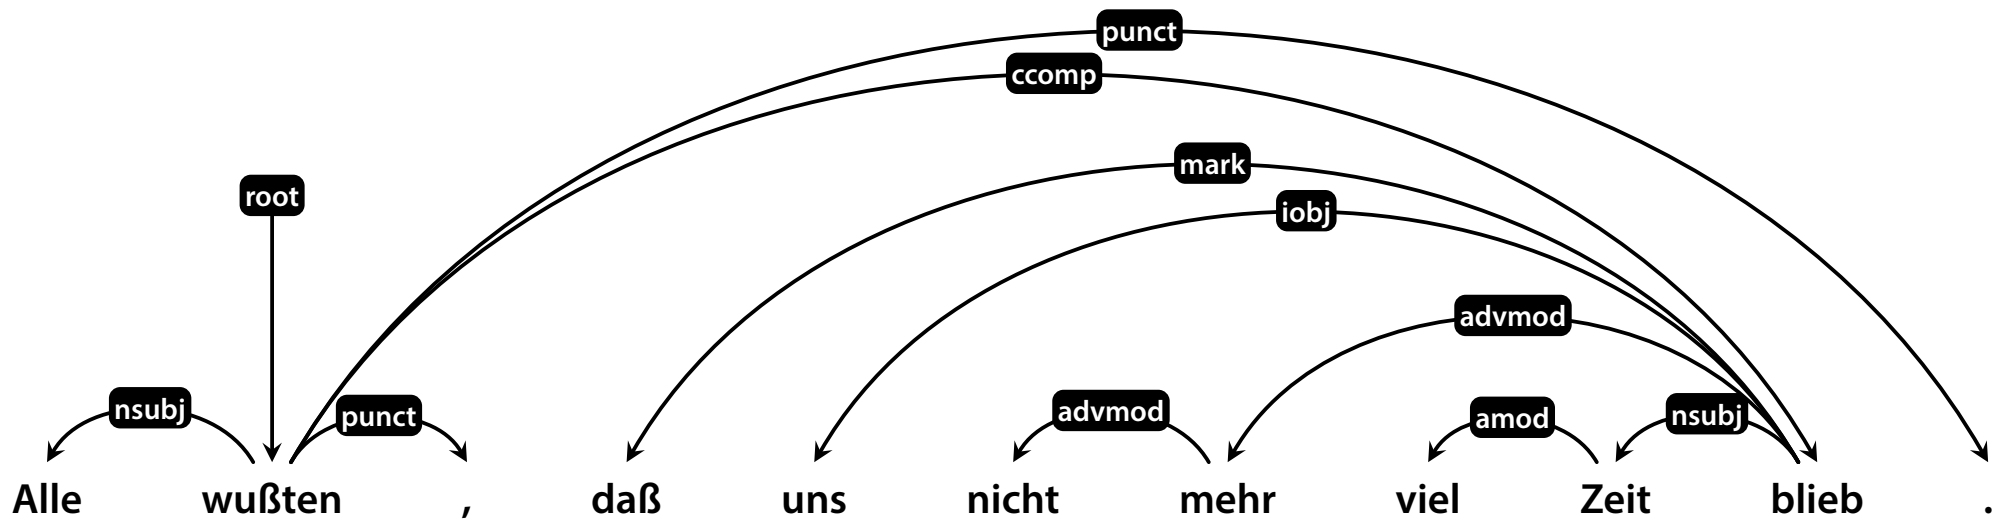 punct
ccomp
mark
root
iobj
advmod
nsubj punct advmod amod nsubj
Alle wußten , daß uns nicht mehr viel Zeit blieb .